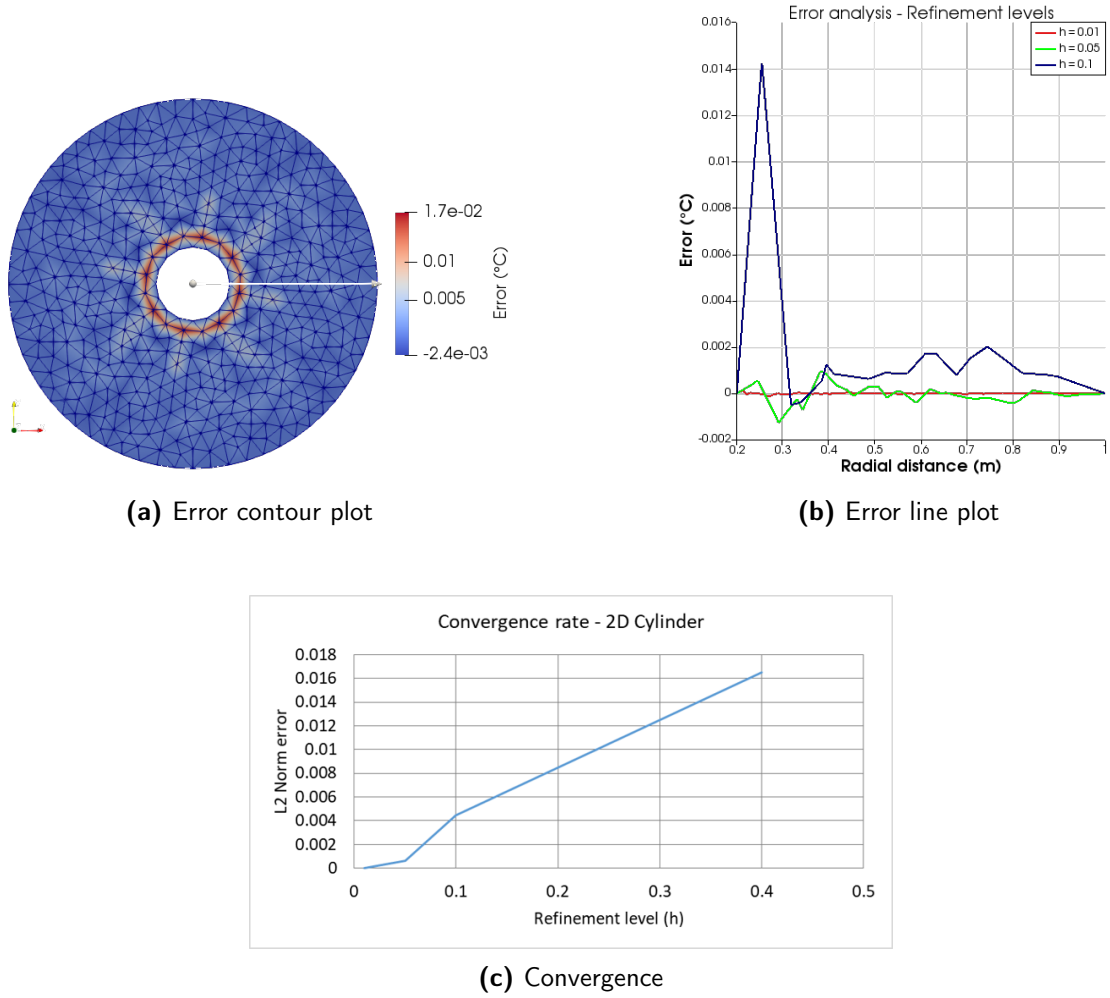 1.7e-02
0.01
0.005
-2.4e-03
Error (°C)
(a) Error contour plot
Error analysis - Refinement levels
h = 0.01
h = 0.05
h = 0.1
0.016
0.014
0.012
0.01
0.008
0.006
0.004
0.002
0
-0.002
Error (°C)
0.2 0.3 0.4 0.5 0.6 0.7 0.8 0.9 1
Radial distance (m)
(b) Error line plot
Convergence rate - 2D Cylinder
0.018
0.016
0.014
0.012
0.01
0.008
0.006
0.004
0.002
0
L2 Norm error
0 0.1 0.2 0.3 0.4 0.5
Refinement level (h)
(c) Convergence